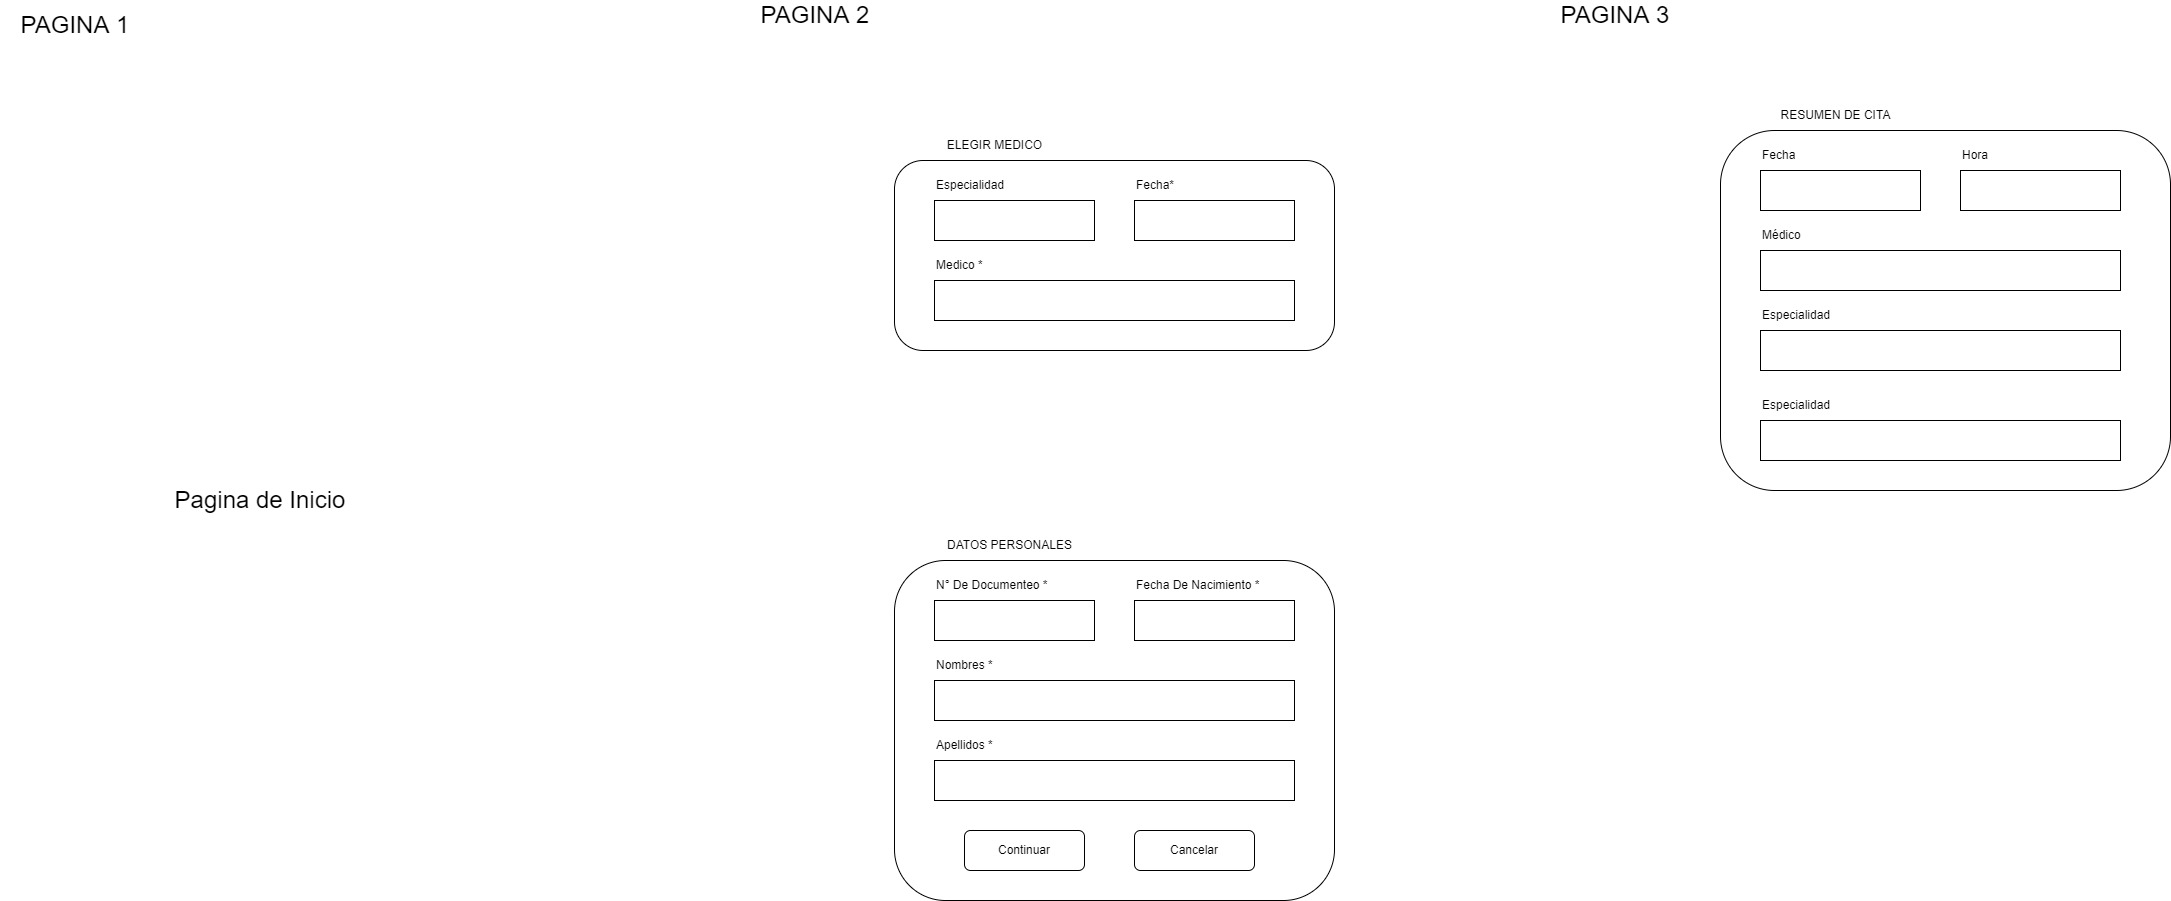 PAGINA 1
Pagina de Inicio
PAGINA 2
ELEGIR MEDICO
Especialidad
Fecha*
Medico *
DATOS PERSONALES
N° De Documenteo *
Fecha De Nacimiento *
Nombres *
Apellidos *
Continuar
Cancelar
PAGINA 3
RESUMEN DE CITA
Fecha
Hora
Médico
Especialidad
Especialidad